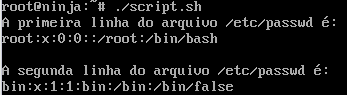 root@ninja:~# ./script.sh
A primeira linha do arquivo /etc/passwd é:
root:x:0:0::/root:/bin/bash
A segunda linha do arquivo /etc/passwd é:
bin:x:1:1:bin:/bin:/bin/false